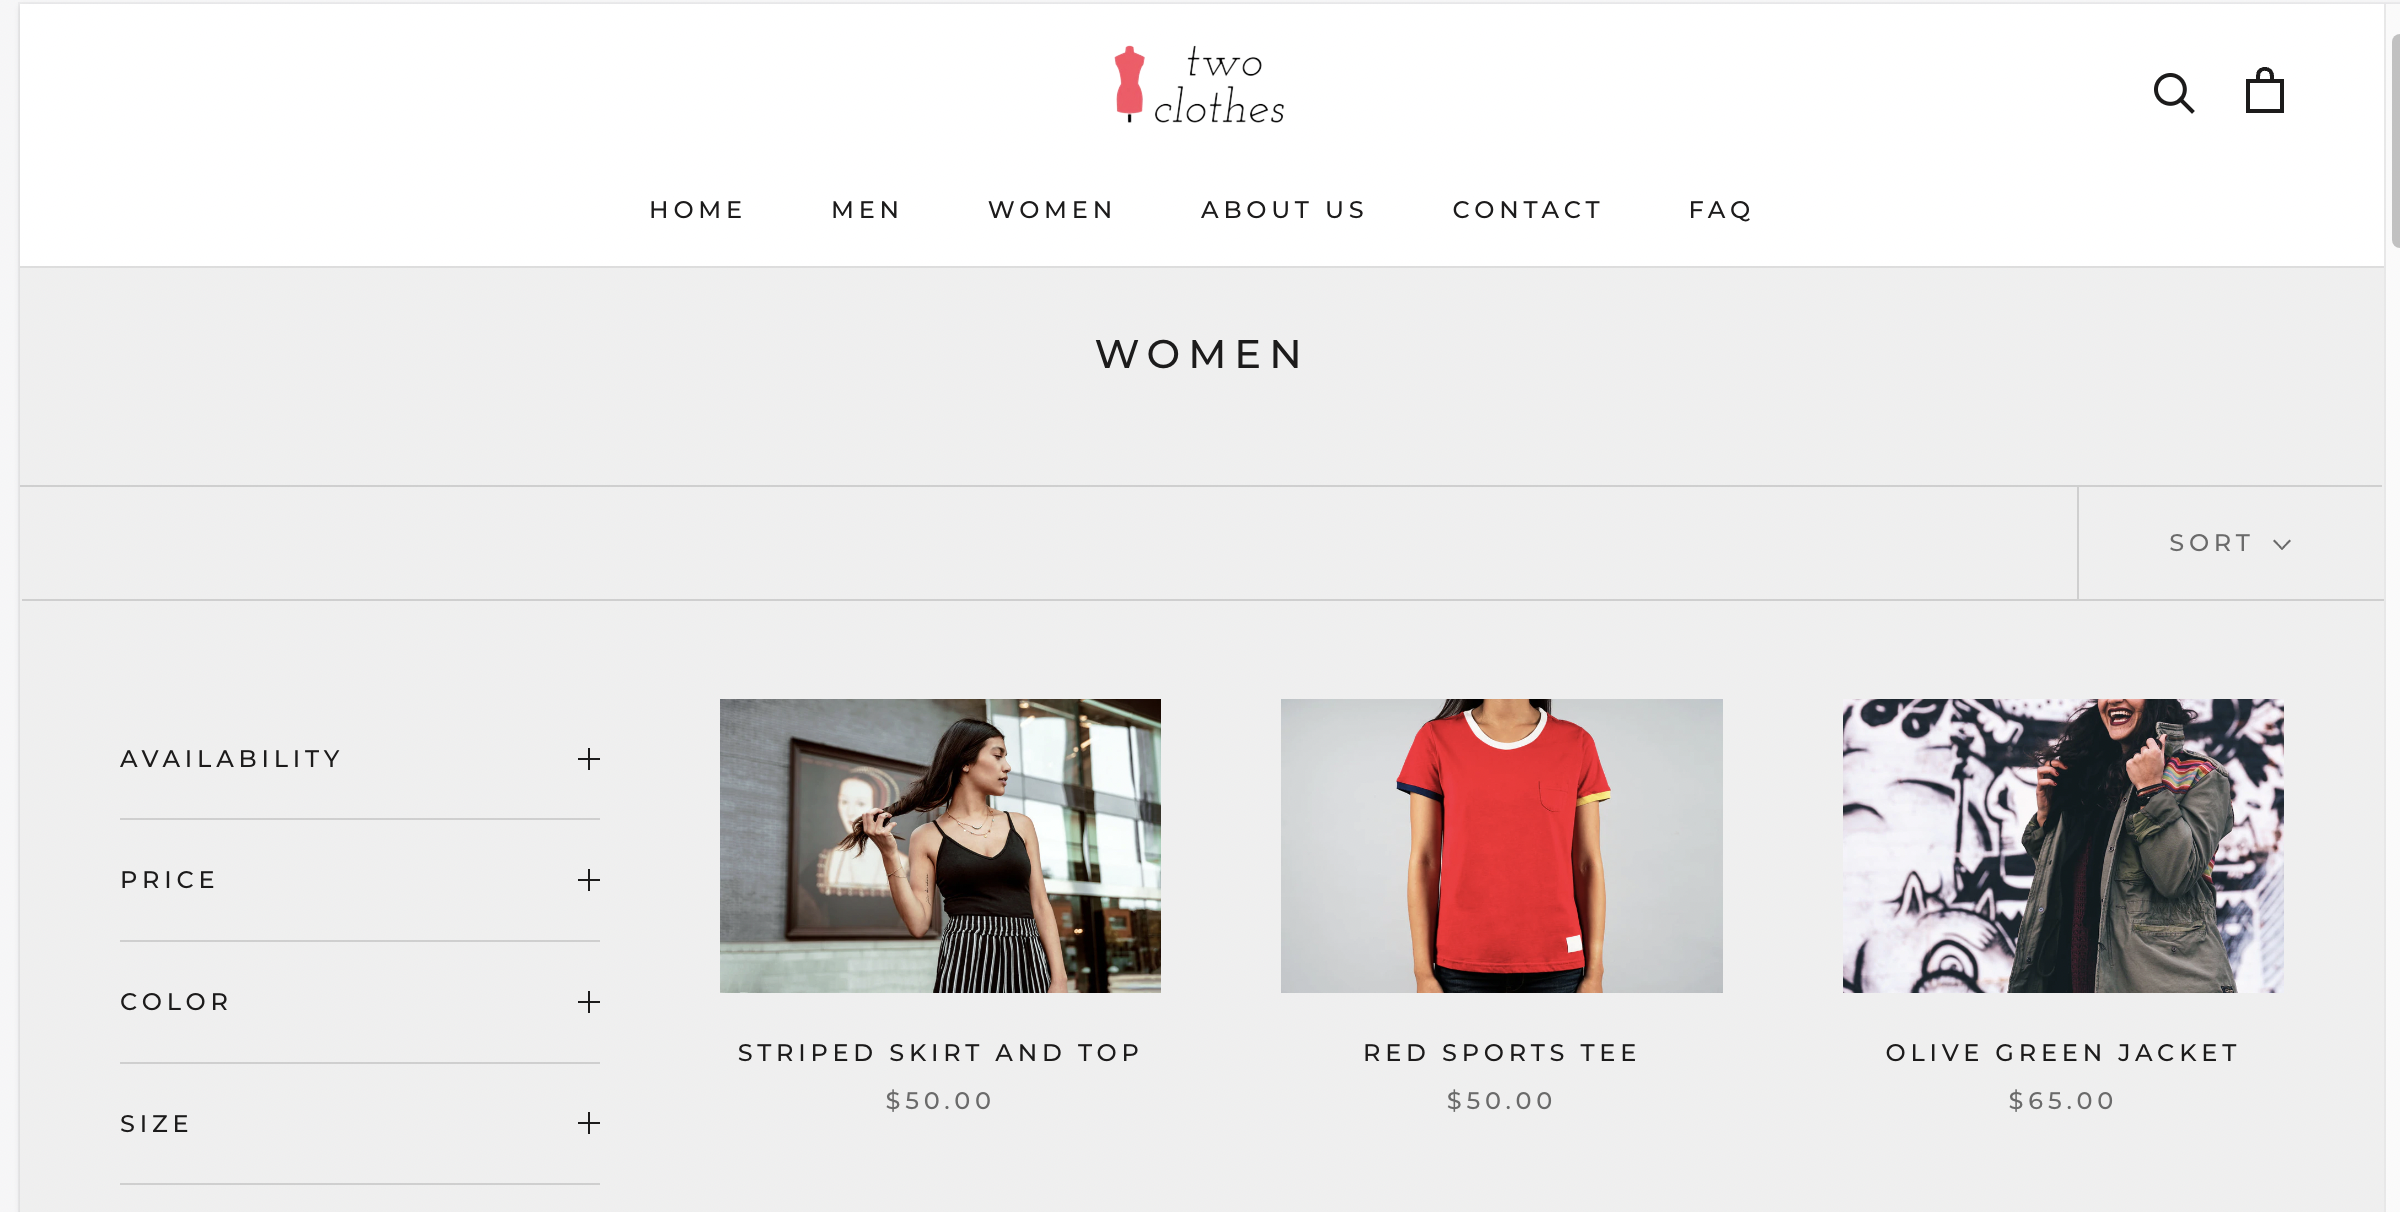 two
clothes
HOME MEN WOMEN ABOUT US CONTACT FAQ
WOMEN
SORT
AVAILABILITY
PRICE
COLOR
SIZE
STRIPED SKIRT AND TOP
$50.00
RED SPORTS TEE
$50.00
OLIVE GREEN JACKET
$65.00